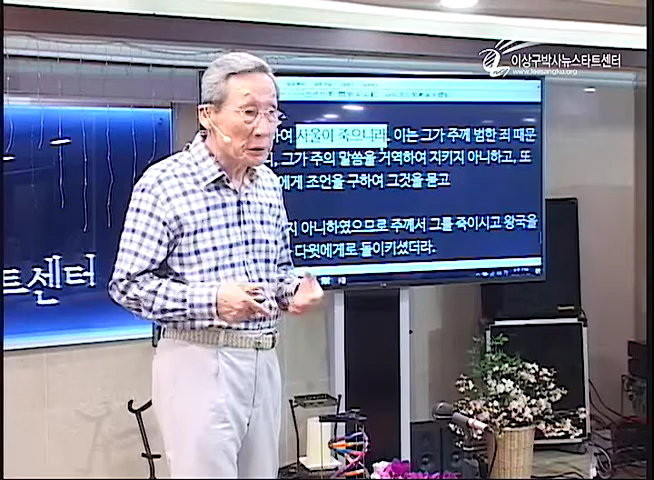 이상구박사뉴스타트센터
www.leesangku.org
사울이 죽으니라. 이는 그가 주께 범한 죄 때문
그가 주의 말씀을 거역하여 지키지 아니하고, 또
에게 조언을 구하여 그것을 묻고
지 아니하였으므로 주께서 그를 죽이시고 왕국을
다윗에게로 돌이키셨더라.
트센터